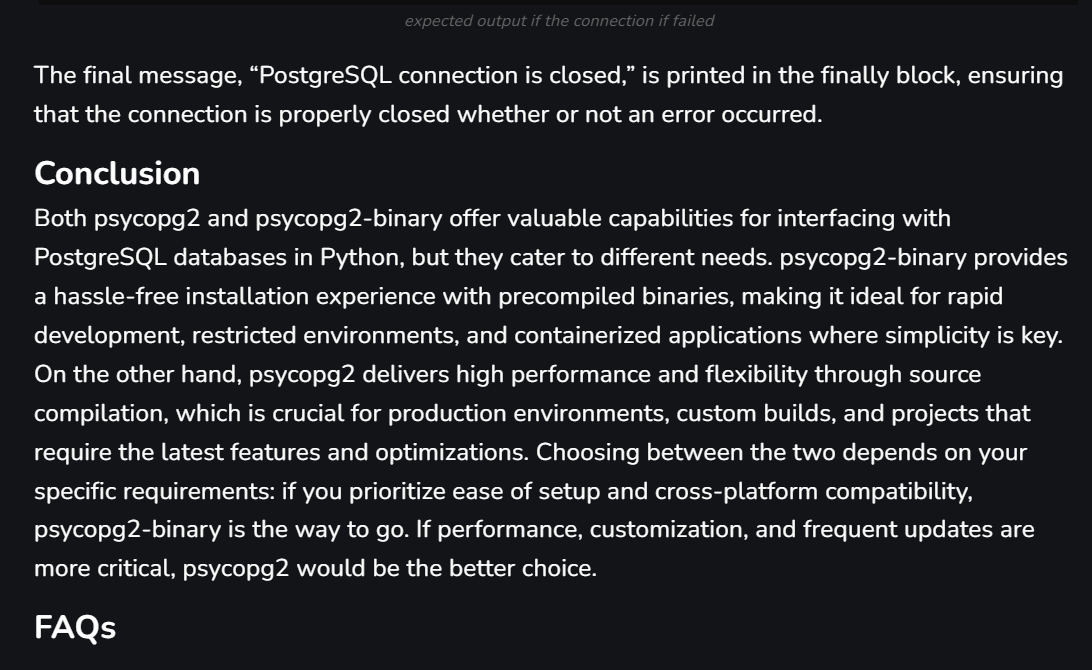 expected output if the connection if failed
The final message, “PostgreSQL connection is closed,” is printed in the finally block, ensuring
that the connection is properly closed whether or not an error occurred.
Conclusion
Both psycopg2 and psycopg2-binary offer valuable capabilities for interfacing with
PostgreSQL databases in Python, but they cater to different needs. psycopg2-binary provides
a hassle-free installation experience with precompiled binaries, making it ideal for rapid
development, restricted environments, and containerized applications where simplicity is key.
On the other hand, psycopg2 delivers high performance and flexibility through source
compilation, which is crucial for production environments, custom builds, and projects that
require the latest features and optimizations. Choosing between the two depends on your
specific requirements: if you prioritize ease of setup and cross-platform compatibility,
psycopg2-binary is the way to go. If performance, customization, and frequent updates are
more critical, psycopg2 would be the better choice.
FAQs